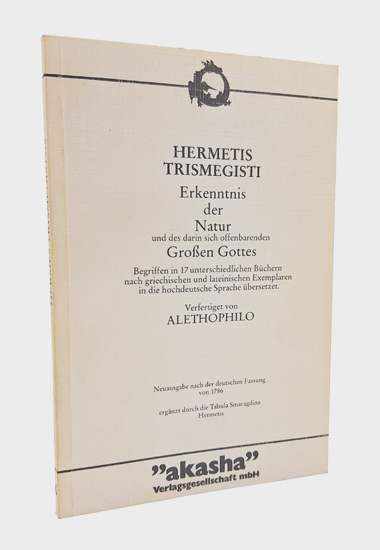 HERMETIS
TRISMEGISTI
Erkenntnis
der
Natur
und des darin sich offenbarenden
Großen Gottes
Begriffen in 17 unterschiedlichen Büchern
nach griechischen und lateinischen Exemplaren
in die hochdeutsche Sprache übersetzet.
Verfertiget von
ALETHOPHILO
Neuausgabe nach der deutschen Fassung
von 1786
ergänzt durch die Tabula Smaragdina
Hermetis
”akasha”
Verlagsgesellschaft mbH